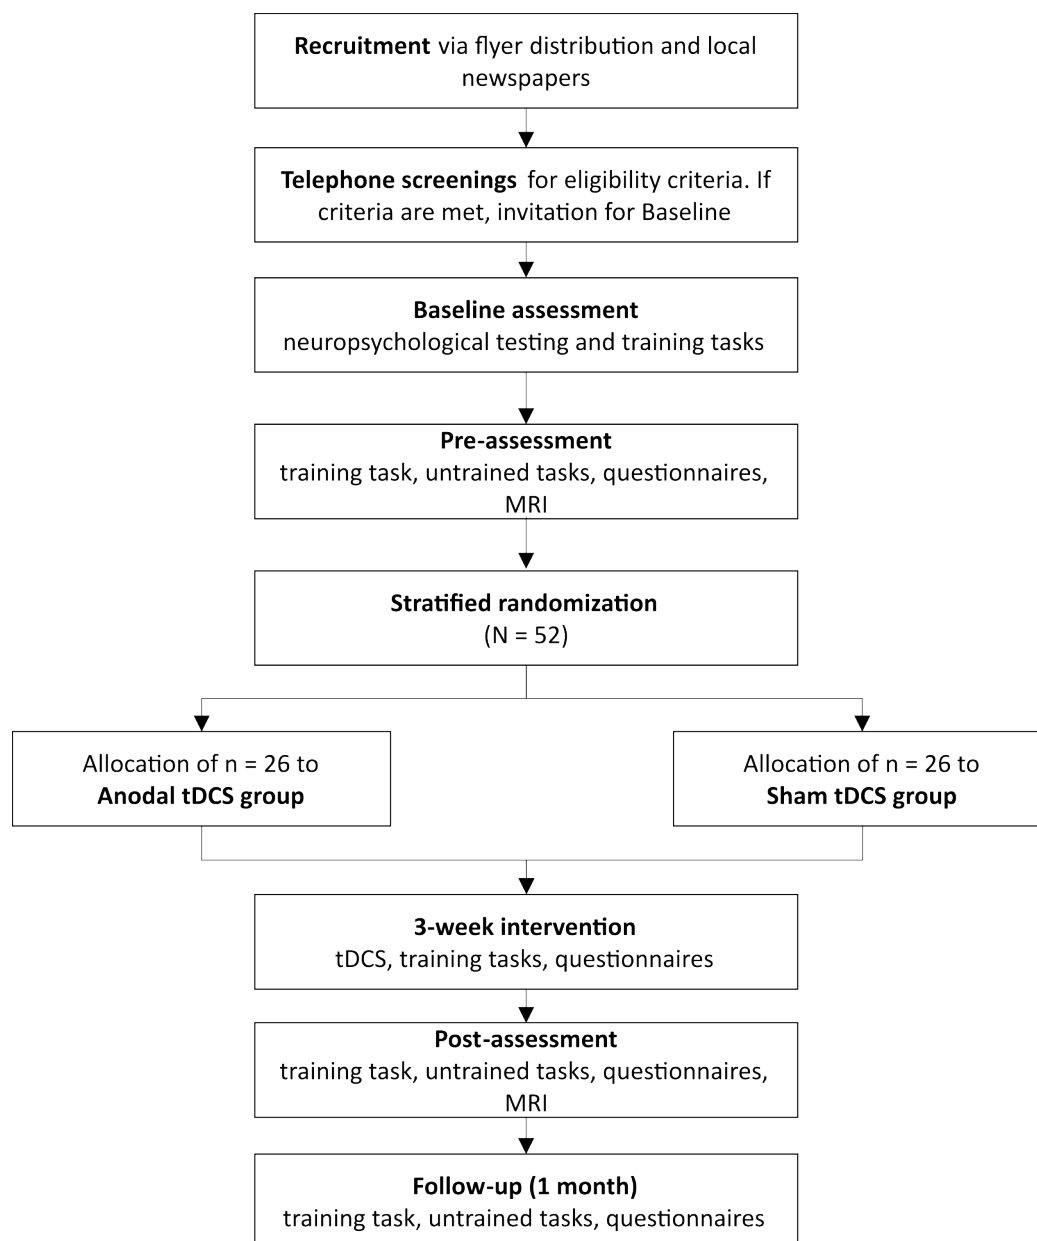 Recruitment via flyer distribution and local
newspapers
Telephone screenings for eligibility criteria. If
criteria are met, invitation for Baseline
Baseline assessment
neuropsychological testing and training tasks
Pre-assessment
training task, untrained tasks, questionnaires,
MRI
Stratified randomization
(N = 52)
Allocation of n = 26 to
Anodal tDCS group
Allocation of n = 26 to
Sham tDCS group
3-week intervention
tDCS, training tasks, questionnaires
Post-assessment
training task, untrained tasks, questionnaires,
MRI
Follow-up (1 month)
training task, untrained tasks, questionnaires